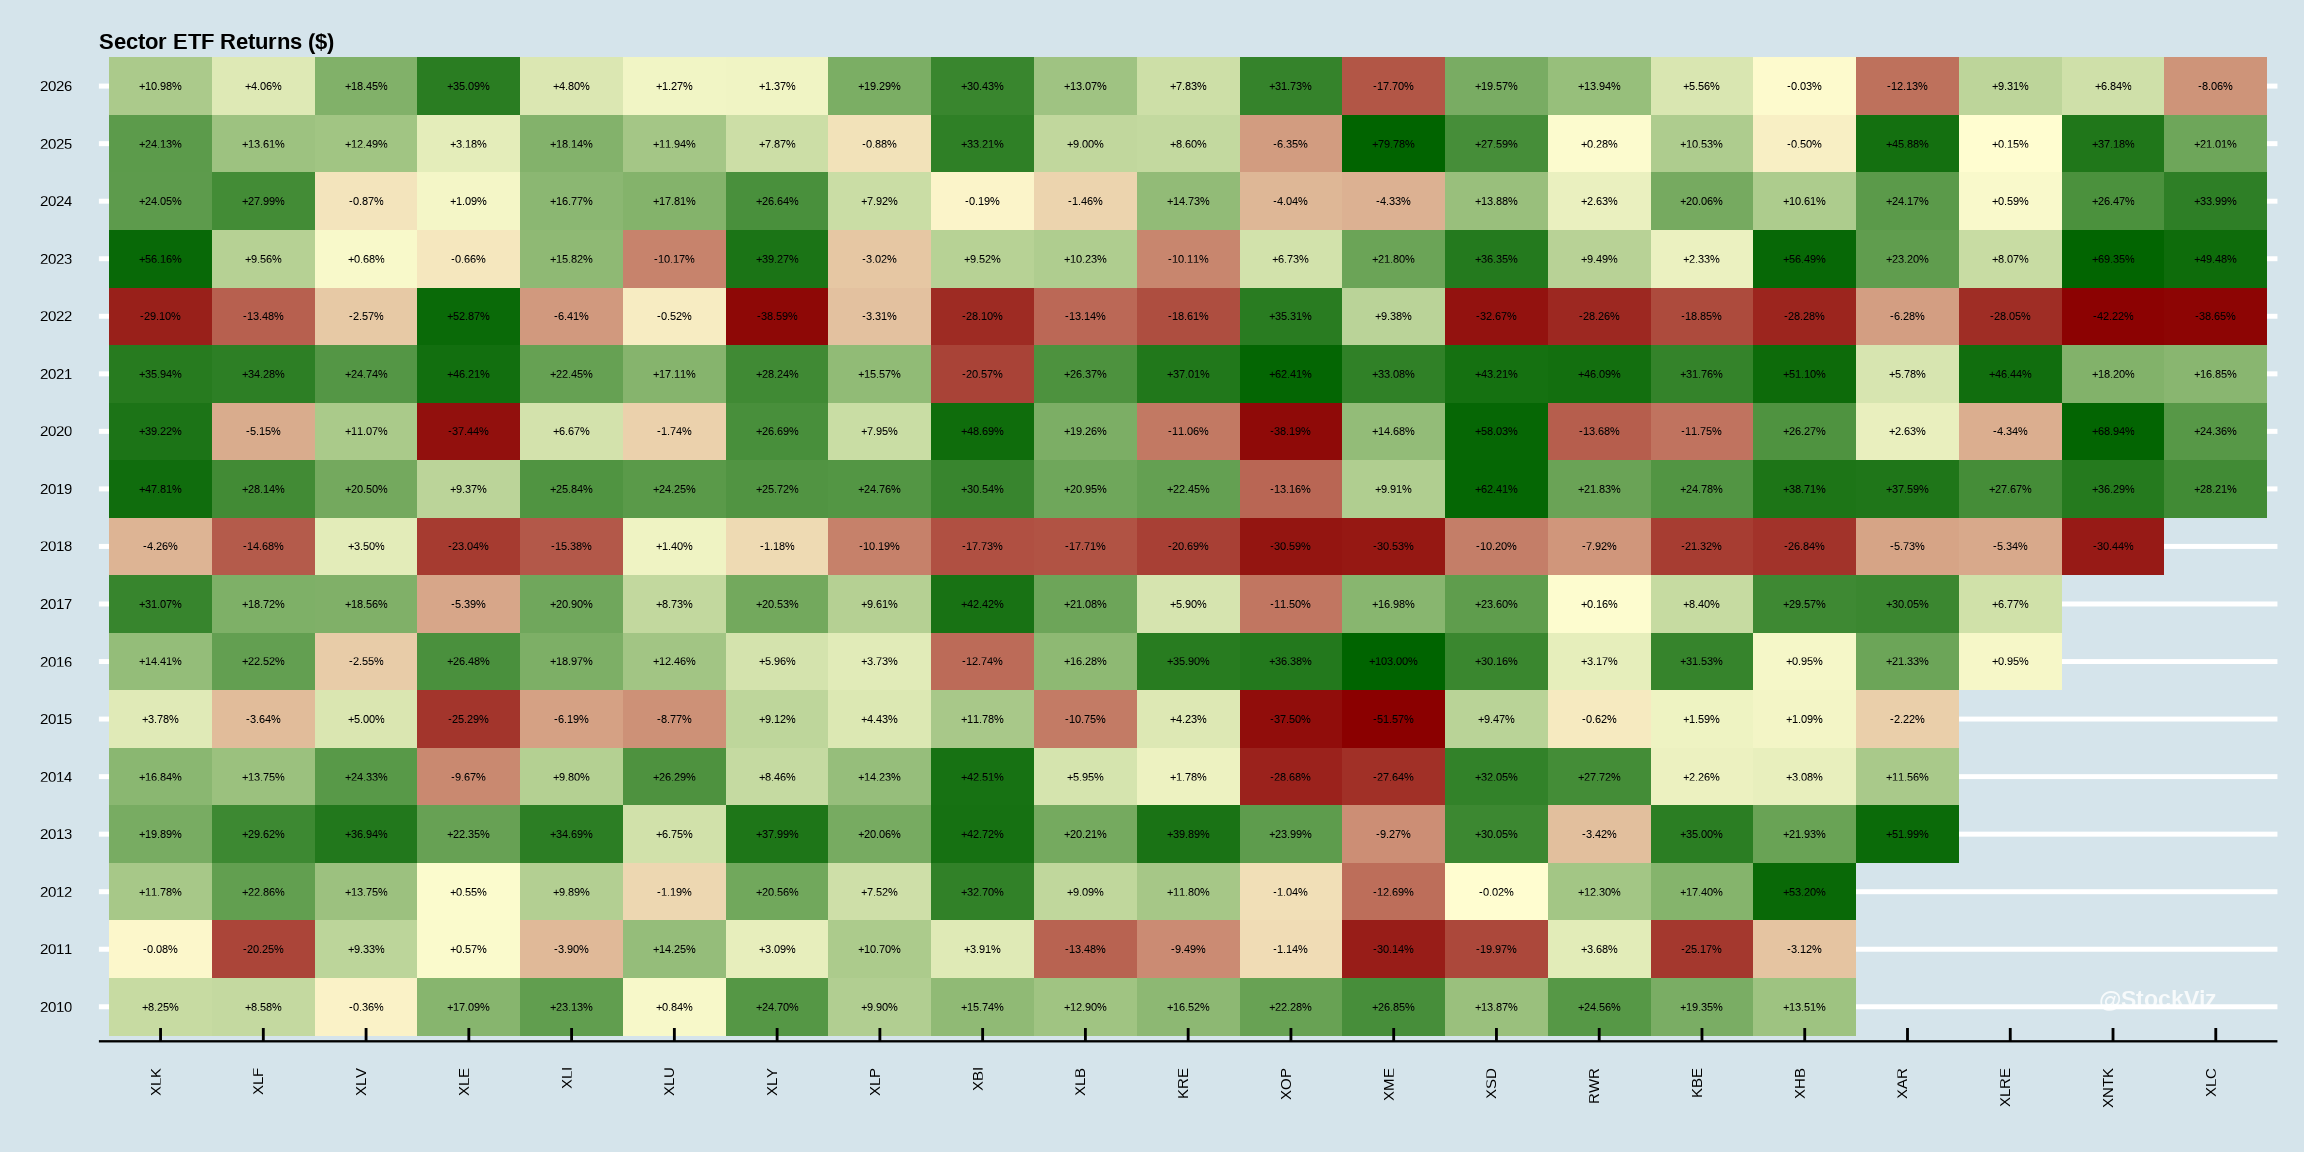 Sector ETF Returns ($)
2026 +10.98% +4.06% +18.45% +35.09% +4.80% +1.27% +1.37% +19.29% +30.43% +13.07% +7.83% +31.73% -17.70% +19.57% +13.94% +5.56% -0.03% -12.13% +9.31% +6.84% -8.06%
2025 +24.13% +13.61% +12.49% +3.18% +18.14% +11.94% +7.87% -0.88% +33.21% +9.00% +8.60% -6.35% +79.78% +27.59% +0.28% +10.53% -0.50% +45.88% +0.15% +37.18% +21.01%
2024 +24.05% +27.99% -0.87% +1.09% +16.77% +17.81% +26.64% +7.92% -0.19% -1.46% +14.73% -4.04% -4.33% +13.88% +2.63% +20.06% +10.61% +24.17% +0.59% +26.47% +33.99%
2023 +56.16% +9.56% +0.68% -0.66% +15.82% -10.17% +39.27% -3.02% +9.52% +10.23% -10.11% +6.73% +21.80% +36.35% +9.49% +2.33% +56.49% +23.20% +8.07% +69.35% +49.48%
2022 -29.10% -13.48% -2.57% +52.87% -6.41% -0.52% -38.59% -3.31% -28.10% -13.14% -18.61% +35.31% +9.38% -32.67% -28.26% -18.85% -28.28% -6.28% -28.05% -42.22% -38.65%
2021 +35.94% +34.28% +24.74% +46.21% +22.45% +17.11% +28.24% +15.57% -20.57% +26.37% +37.01% +62.41% +33.08% +43.21% +46.09% +31.76% +51.10% +5.78% +46.44% +18.20% +16.85%
2020 +39.22% -5.15% +11.07% -37.44% +6.67% -1.74% +26.69% +7.95% +48.69% +19.26% -11.06% -38.19% +14.68% +58.03% -13.68% -11.75% +26.27% +2.63% -4.34% +68.94% +24.36%
2019 +47.81% +28.14% +20.50% +9.37% +25.84% +24.25% +25.72% +24.76% +30.54% +20.95% +22.45% -13.16% +9.91% +62.41% +21.83% +24.78% +38.71% +37.59% +27.67% +36.29% +28.21%
2018 -4.26% -14.68% +3.50% -23.04% -15.38% +1.40% -1.18% -10.19% -17.73% -17.71% -20.69% -30.59% -30.53% -10.20% -7.92% -21.32% -26.84% -5.73% -5.34% -30.44%
2017 +31.07% +18.72% +18.56% -5.39% +20.90% +8.73% +20.53% +9.61% +42.42% +21.08% +5.90% -11.50% +16.98% +23.60% +0.16% +8.40% +29.57% +30.05% +6.77%
2016 +14.41% +22.52% -2.55% +26.48% +18.97% +12.46% +5.96% +3.73% -12.74% +16.28% +35.90% +36.38% +103.00% +30.16% +3.17% +31.53% +0.95% +21.33% +0.95%
2015 +3.78% -3.64% +5.00% -25.29% -6.19% -8.77% +9.12% +4.43% +11.78% -10.75% +4.23% -37.50% -51.57% +9.47% -0.62% +1.59% +1.09% -2.22%
2014 +16.84% +13.75% +24.33% -9.67% +9.80% +26.29% +8.46% +14.23% +42.51% +5.95% +1.78% -28.68% -27.64% +32.05% +27.72% +2.26% +3.08% +11.56%
2013 +19.89% +29.62% +36.94% +22.35% +34.69% +6.75% +37.99% +20.06% +42.72% +20.21% +39.89% +23.99% -9.27% +30.05% -3.42% +35.00% +21.93% +51.99%
2012 +11.78% +22.86% +13.75% +0.55% +9.89% -1.19% +20.56% +7.52% +32.70% +9.09% +11.80% -1.04% -12.69% -0.02% +12.30% +17.40% +53.20%
2011 -0.08% -20.25% +9.33% +0.57% -3.90% +14.25% +3.09% +10.70% +3.91% -13.48% -9.49% -1.14% -30.14% -19.97% +3.68% -25.17% -3.12%
2010 +8.25% +8.58% -0.36% +17.09% +23.13% +0.84% +24.70% +9.90% +15.74% +12.90% +16.52% +22.28% +26.85% +13.87% +24.56% +19.35% +13.51%
@StockViz
XLK XLF XLV XLE XLI XLU XLY XLP XBI XLB KRE XOP XME XSD RWR KBE XHB XAR XLRE XNTK XLC